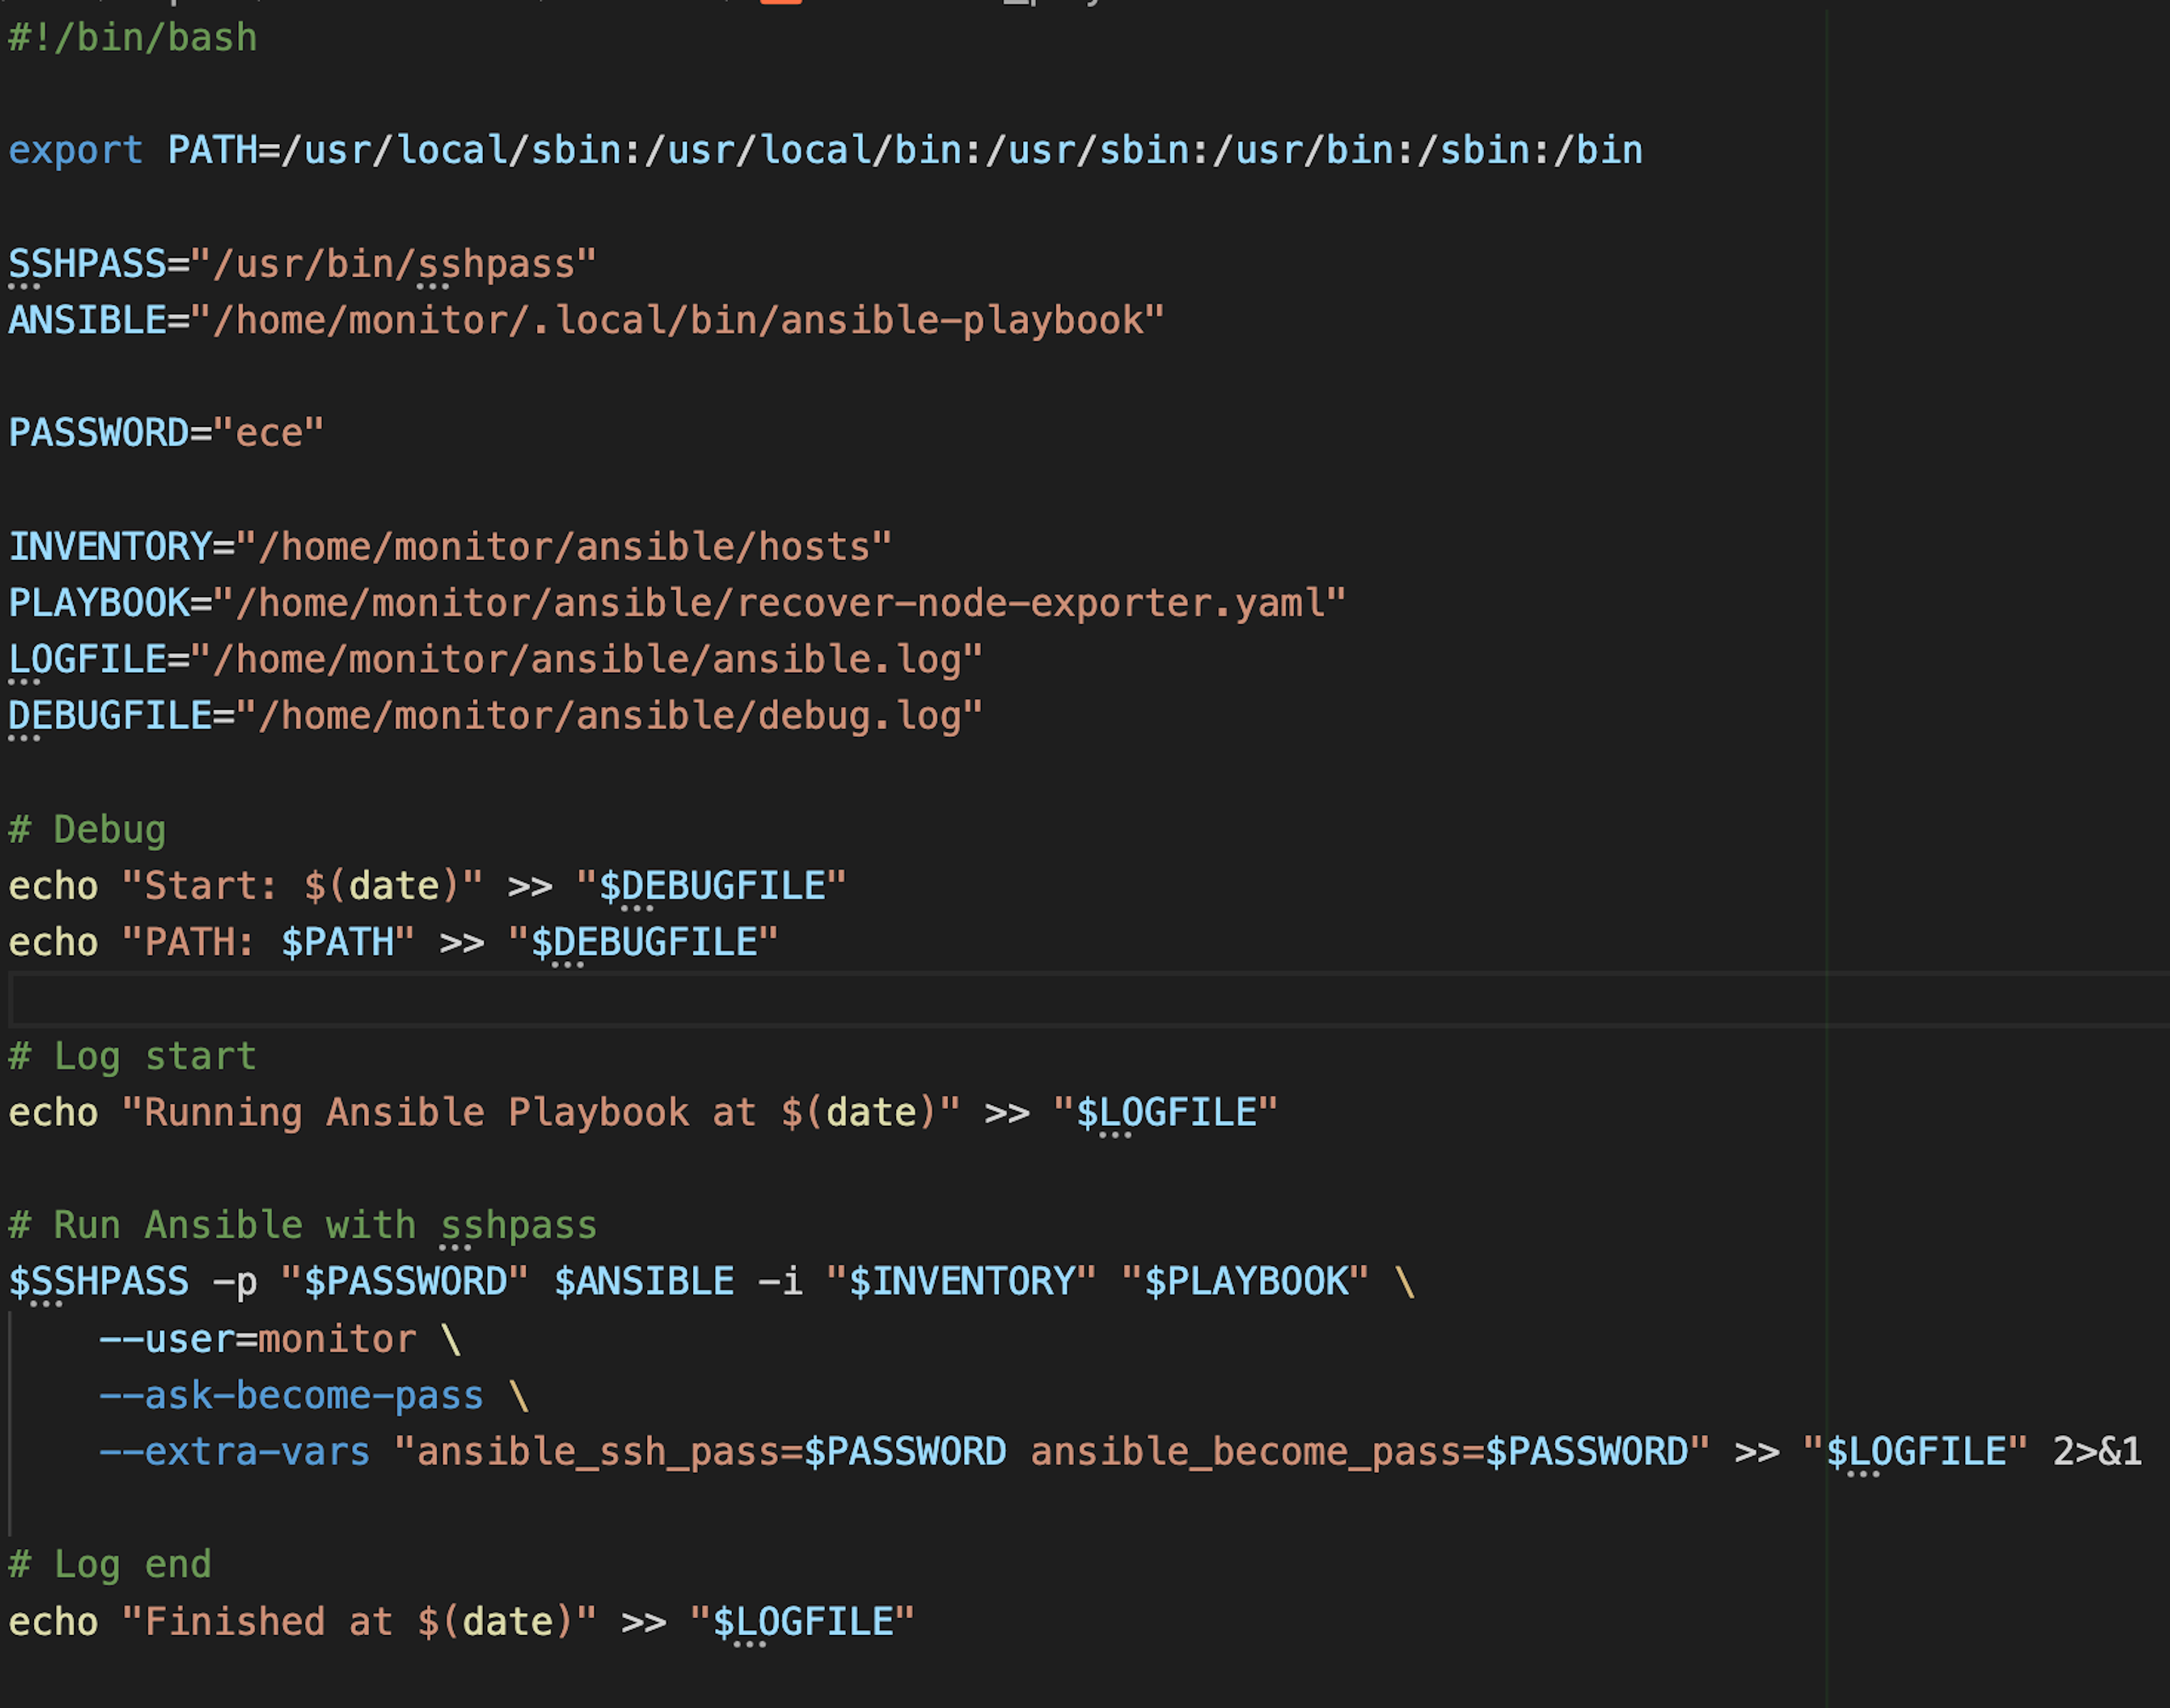 #!/bin/bash
export PATH=/usr/local/sbin:/usr/local/bin:/usr/sbin:/usr/bin:/sbin:/bin
SSHPASS="/usr/bin/sshpass"
ANSIBLE="/home/monitor/.local/bin/ansible-playbook"
PASSWORD="ece"
INVENTORY="/home/monitor/ansible/hosts"
PLAYBOOK="/home/monitor/ansible/recover-node-exporter.yaml"
LOGFILE="/home/monitor/ansible/ansible.log"
DEBUGFILE="/home/monitor/ansible/debug.log"
# Debug
echo "Start: $(date)" >> "$DEBUGFILE"
echo "PATH: $PATH" >> "$DEBUGFILE"
# Log start
echo "Running Ansible Playbook at $(date)" >> "$LOGFILE"
# Run Ansible with sshpass
$SSHPASS -p "$PASSWORD" $ANSIBLE -i "$INVENTORY" "$PLAYBOOK" \
    --user=monitor \
    --ask-become-pass \
    --extra-vars "ansible_ssh_pass=$PASSWORD ansible_become_pass=$PASSWORD" >> "$LOGFILE" 2>&1
# Log end
echo "Finished at $(date)" >> "$LOGFILE"